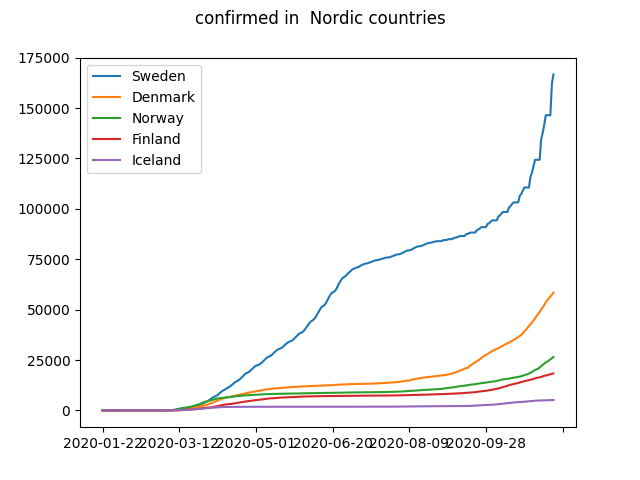 confirmed in  Nordic countries
175000
150000
125000
100000
75000
50000
25000
0
Sweden
Denmark
Norway
Finland
Iceland
2020-01-22 2020-03-12 2020-05-01 2020-06-20 2020-08-09 2020-09-28